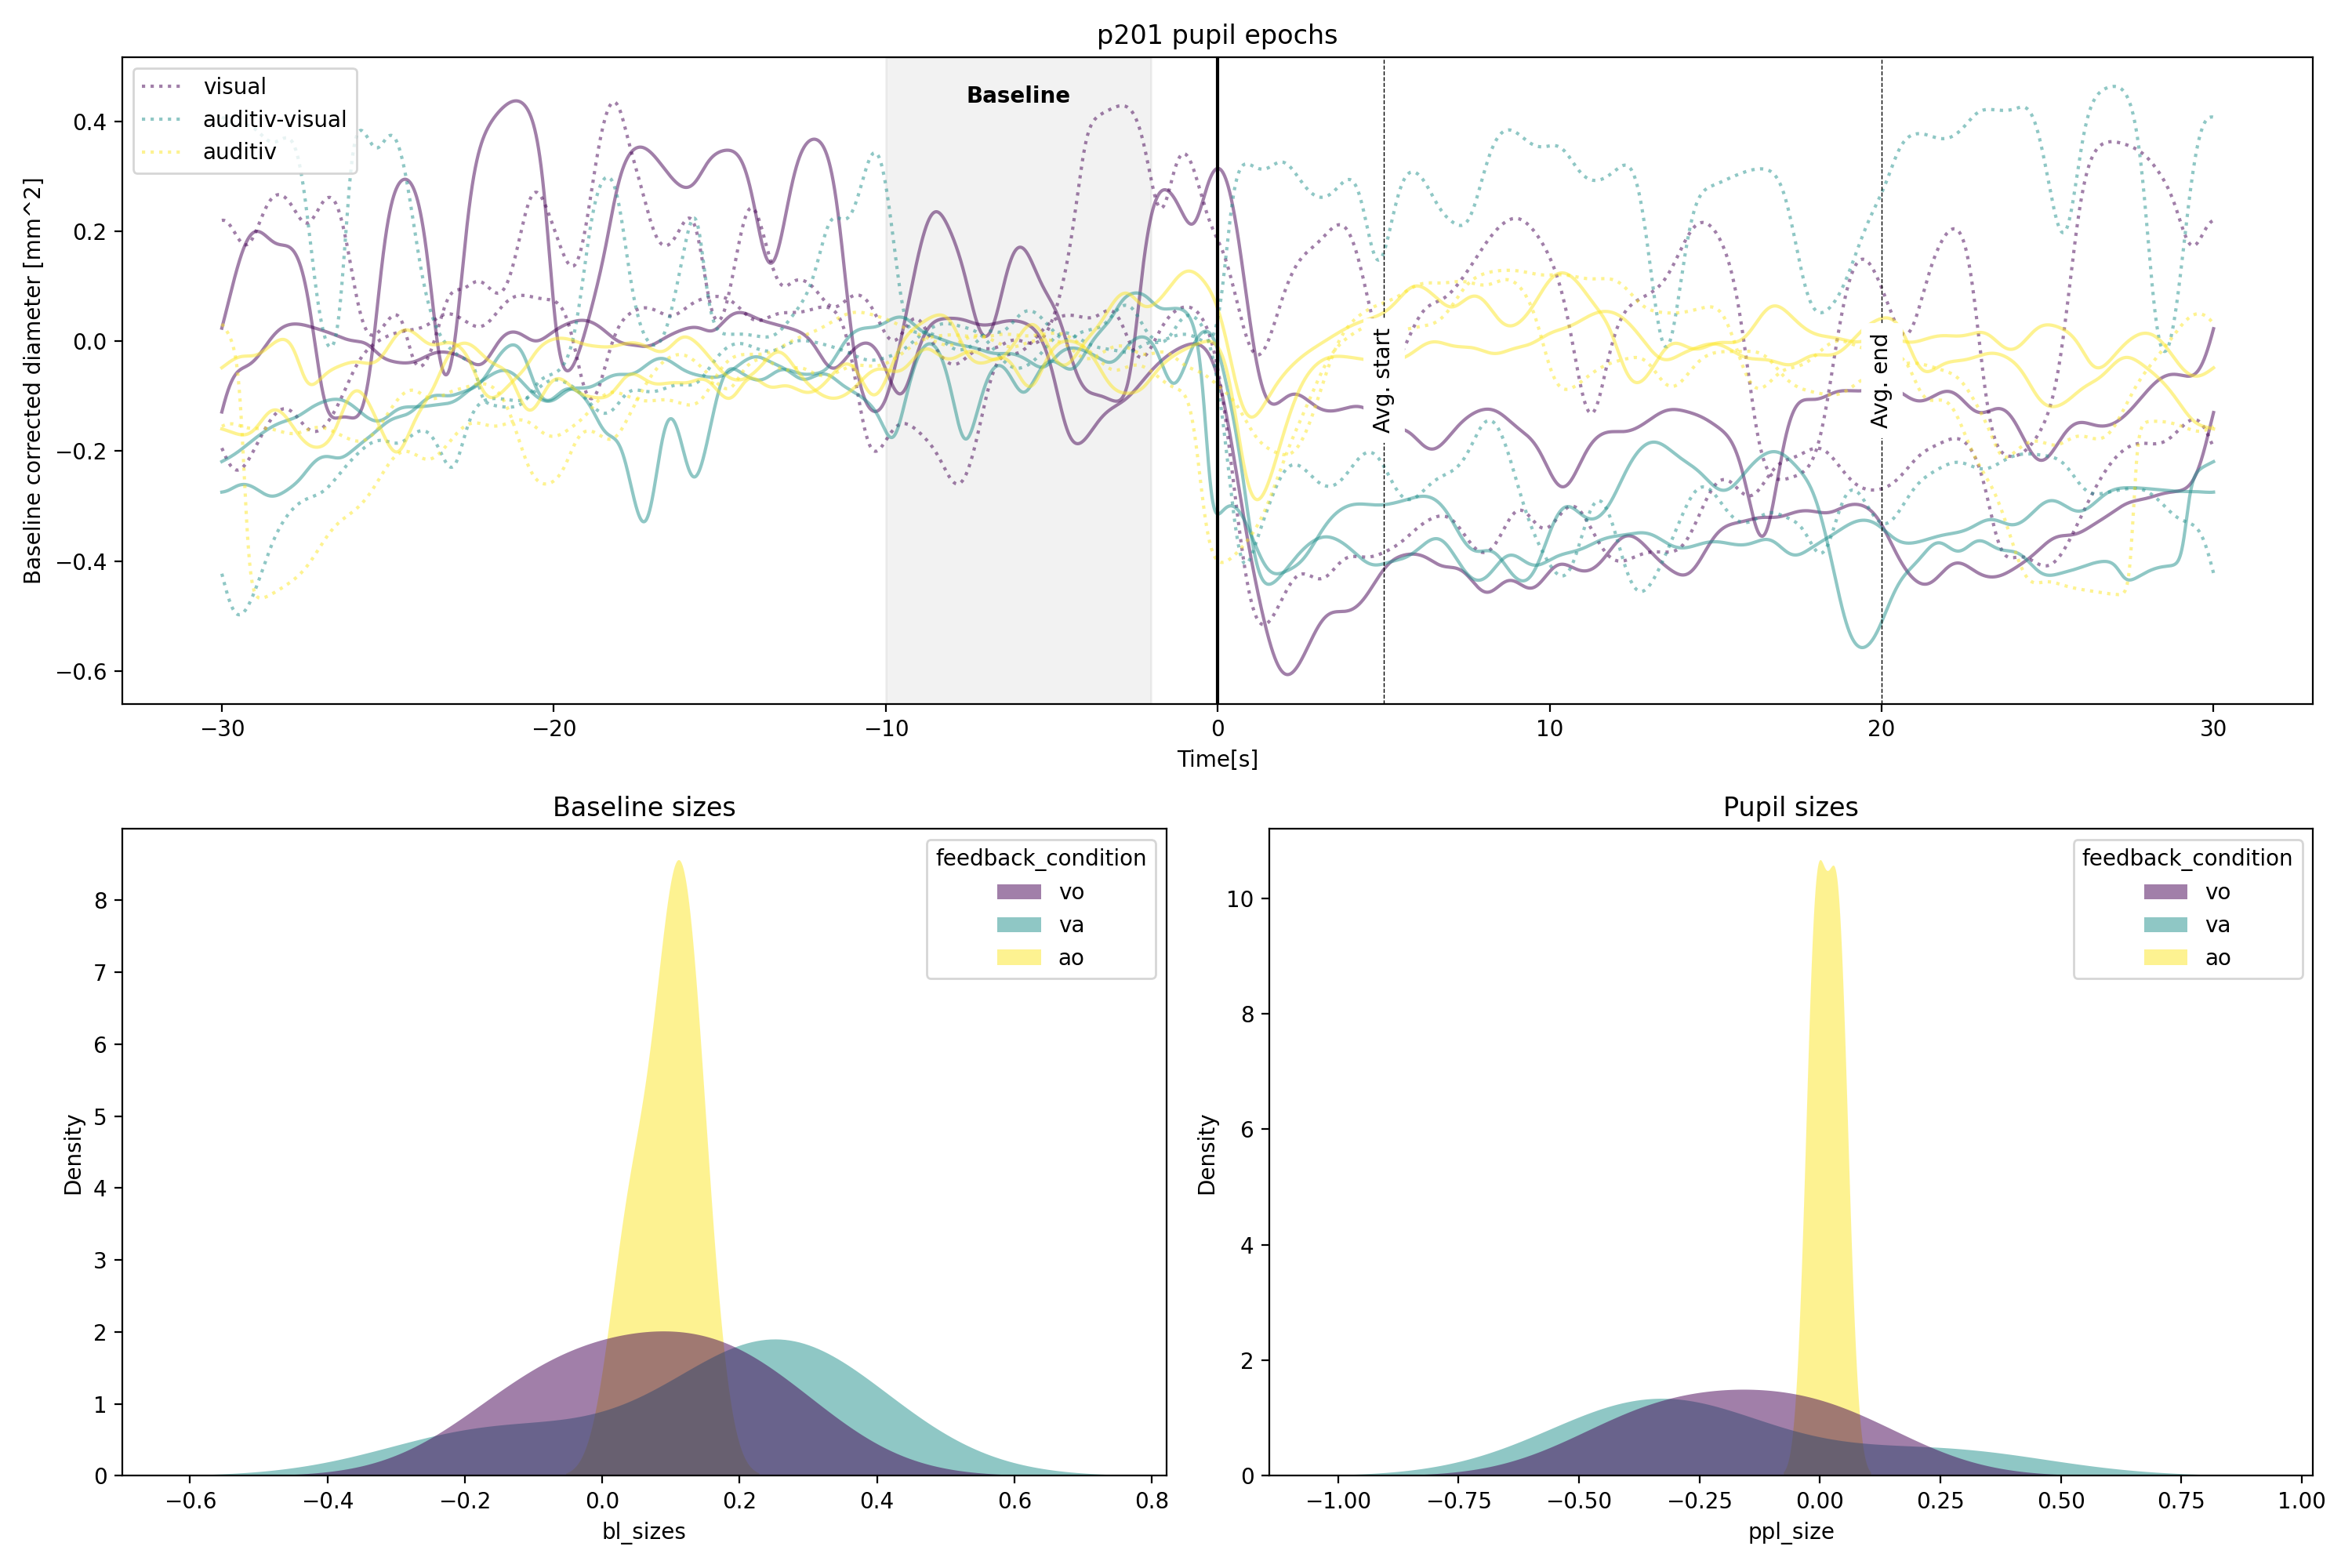 p201 pupil epochs
visual
auditiv-visual
auditiv
Baseline
Avg. start
Avg. end
Baseline corrected diameter [mm^2]
0.4
0.2
0.0
−0.2
−0.4
−0.6
−30
−20
−10
0
10
20
30
Time[s]
Baseline sizes
feedback_condition
vo
va
ao
Density
8
7
6
5
4
3
2
1
0
−0.6
−0.4
−0.2
0.0
0.2
0.4
0.6
0.8
bl_sizes
Pupil sizes
feedback_condition
vo
va
ao
Density
10
8
6
4
2
0
−1.00
−0.75
−0.50
−0.25
0.00
0.25
0.50
0.75
1.00
ppl_size